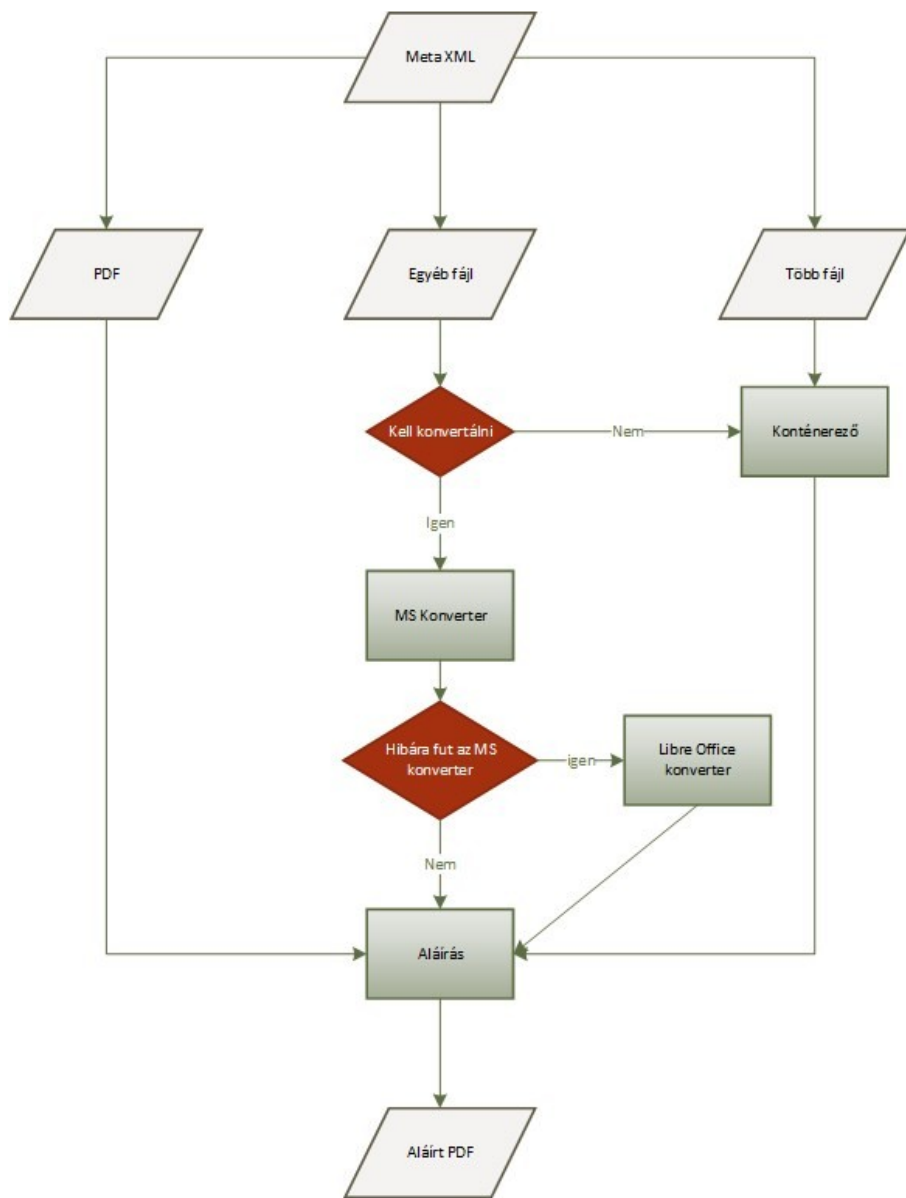 Meta XML
PDF
Egyéb fájl
Több fájl
Kell konvertálni
Nem
Konténerező
Igen
MS Konverter
Hibára fut az MS
konverter
igen
Libre Office
konverter
Nem
Aláírás
Aláírt PDF